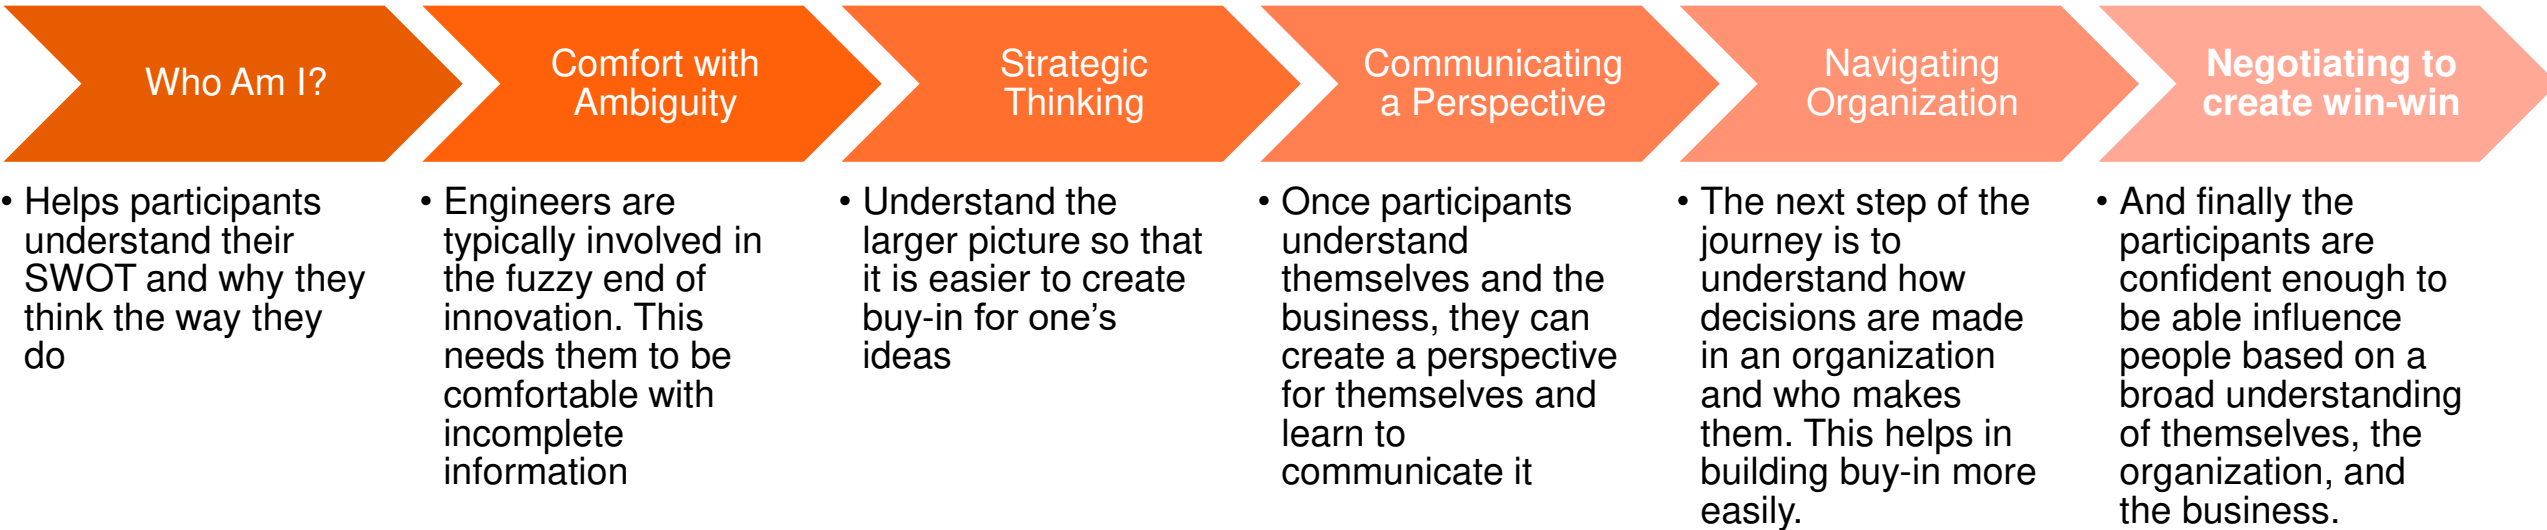 Who Am I?
• Helps participants
understand their
SWOT and why they
think the way they
do
Comfort with
Ambiguity
• Engineers are
typically involved in
the fuzzy end of
innovation. This
needs them to be
comfortable with
incomplete
information
Strategic
Thinking
• Understand the
larger picture so that
it is easier to create
buy-in for one’s
ideas
Communicating
a Perspective
• Once participants
understand
themselves and the
business, they can
create a perspective
for themselves and
learn to
communicate it
Navigating
Organization
• The next step of the
journey is to
understand how
decisions are made
in an organization
and who makes
them. This helps in
building buy-in more
easily.
Negotiating to
create win-win
• And finally the
participants are
confident enough to
be able influence
people based on a
broad understanding
of themselves, the
organization, and
the business.